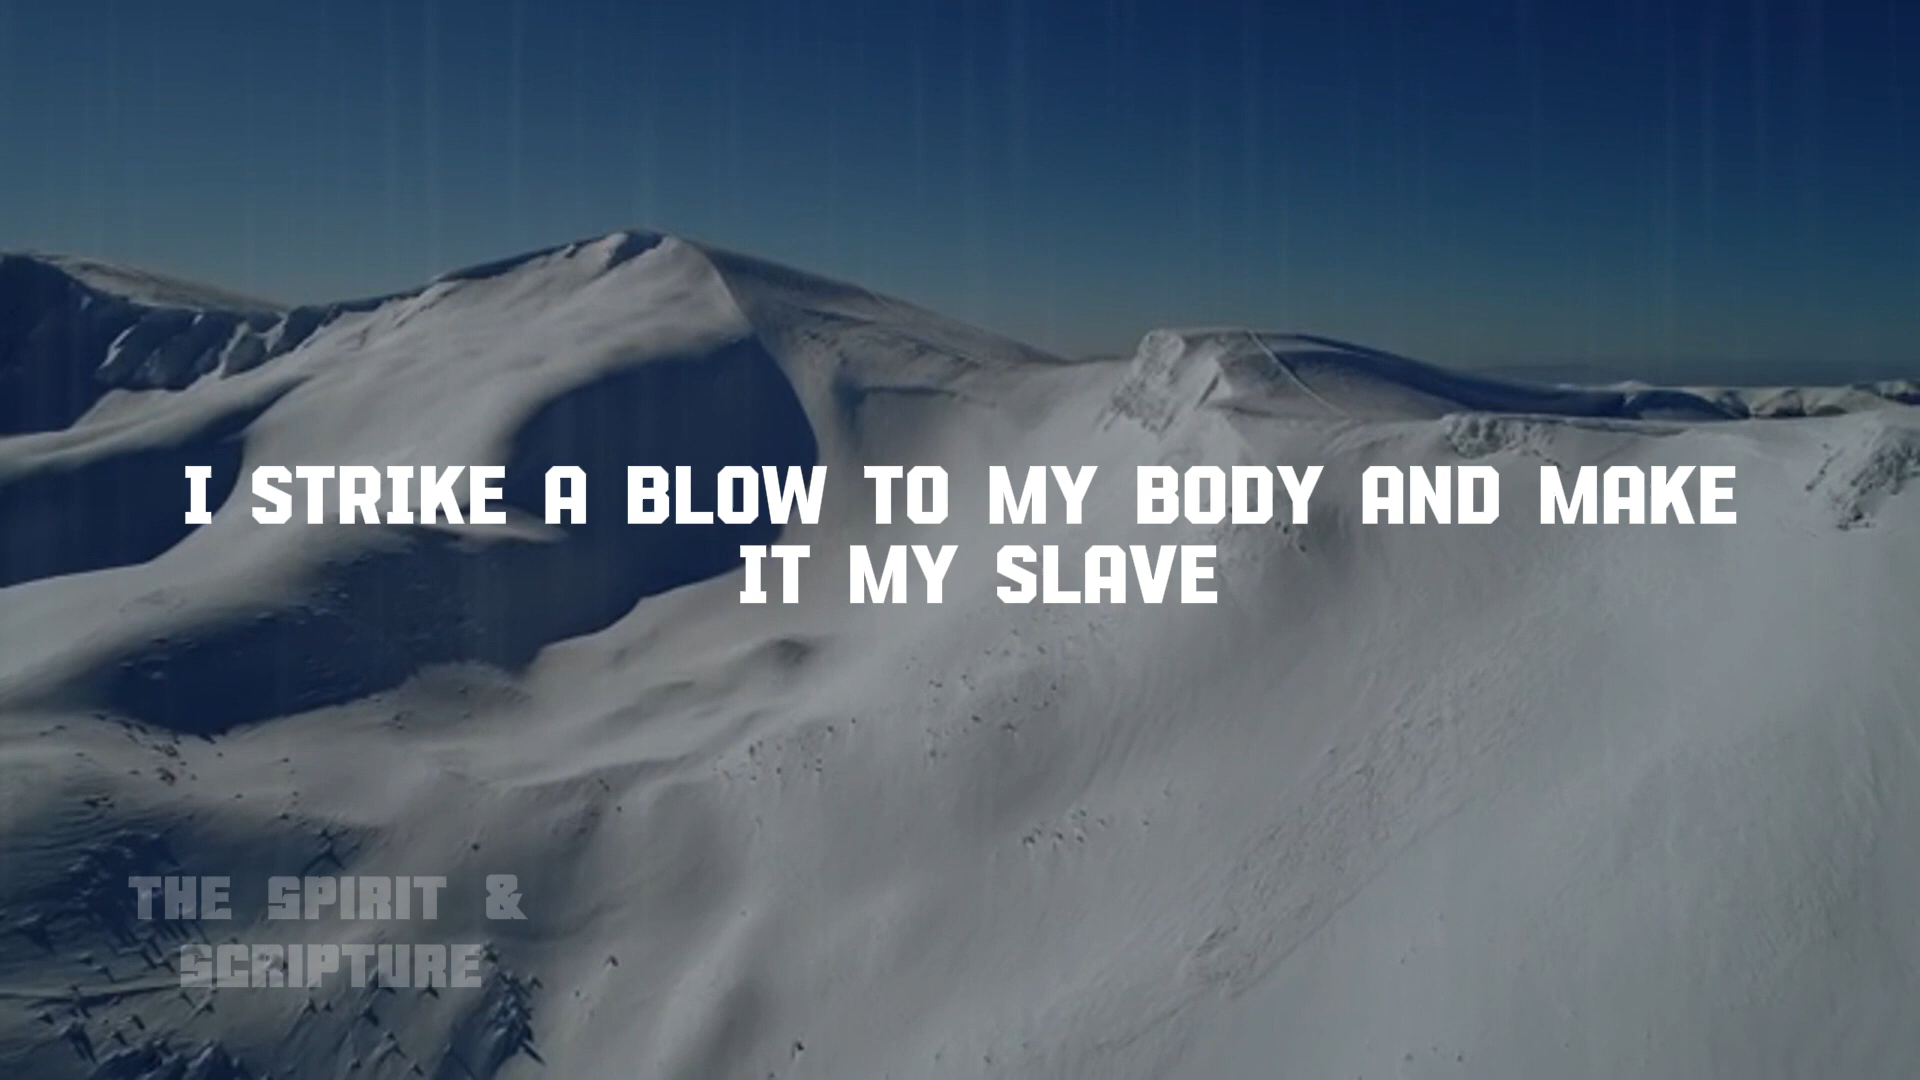 I STRIKE A BLOW TO MY BODY AND MAKE
IT MY SLAVE
THE SPIRIT &
SCRIPTURE